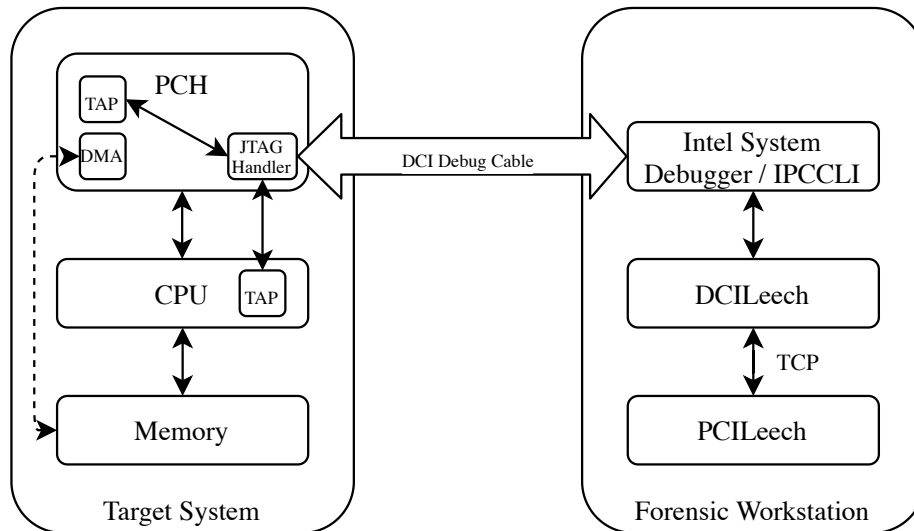 PCH
TAP
DMA
JTAG
Handler
DCI Debug Cable
Intel System
Debugger / IPCCLI
CPU
TAP
DCILeech
TCP
Memory
PCILeech
Target System
Forensic Workstation